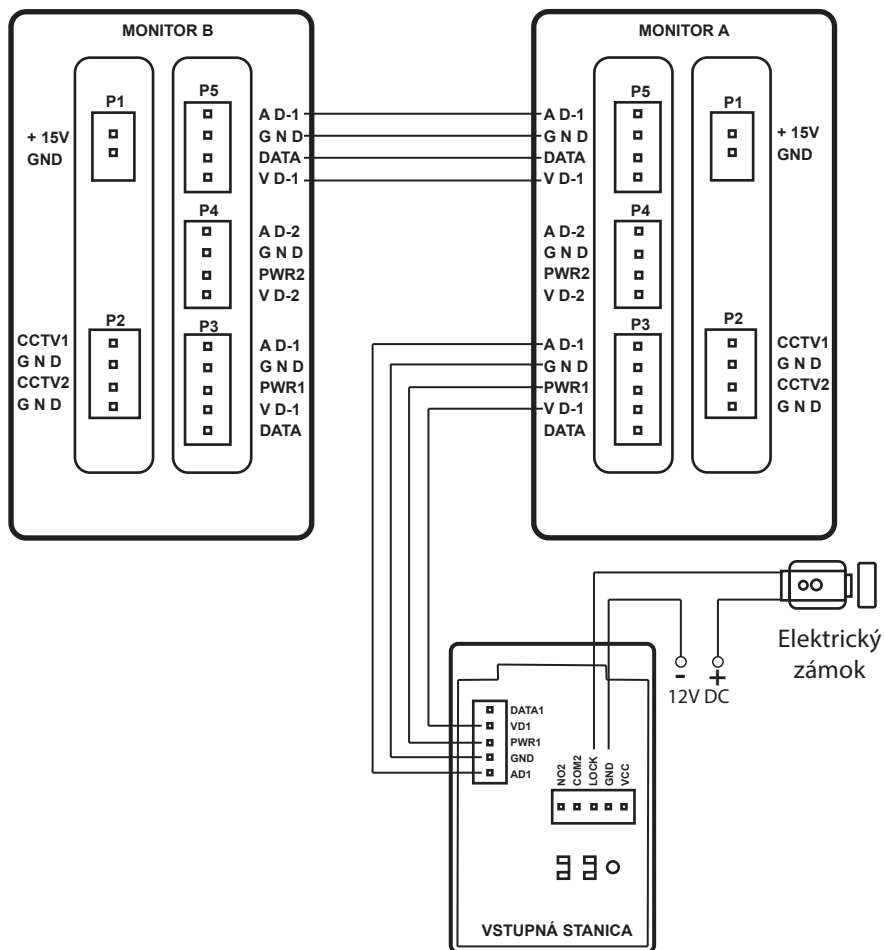 MONITOR B
P1
+ 15V
GND
P5
A D-1
G N D
DATA
V D-1
P4
A D-2
G N D
PWR2
V D-2
P2
CCTV1
G N D
CCTV2
G N D
P3
A D-1
G N D
PWR1
V D-1
DATA
MONITOR A
P5
A D-1
G N D
DATA
V D-1
P1
+ 15V
GND
P4
A D-2
G N D
PWR2
V D-2
P3
A D-1
G N D
PWR1
V D-1
DATA
P2
CCTV1
G N D
CCTV2
G N D
Elektrický
zámok
- +
12V DC
DATA1
VD1
PWR1
GND
AD1
NO2
COM2
LOCK
GND
VCC
VSTUPNÁ STANICA